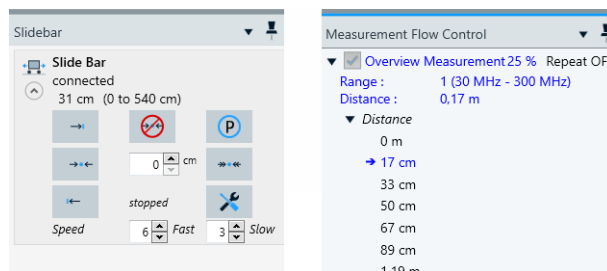 Slidebar
Slide Bar
connected
31 cm (0 to 540 cm)
P
0 cm
stopped
Speed 6 Fast 3 Slow
Measurement Flow Control
Overview Measurement 25 % Repeat OF
Range : 1 (30 MHz - 300 MHz)
Distance : 0,17 m
Distance
0 m
17 cm
33 cm
50 cm
67 cm
89 cm
1,19 m